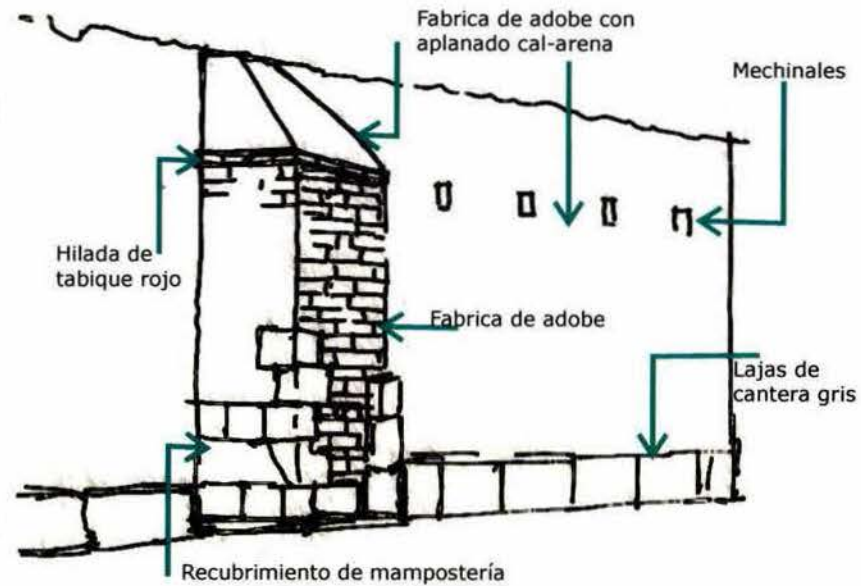 Fabrica de adobe con
aplanado cal-arena
Mechinales
Hilada de
tabique rojo
Fabrica de adobe
Lajas de
cantera gris
Recubrimiento de mampostería